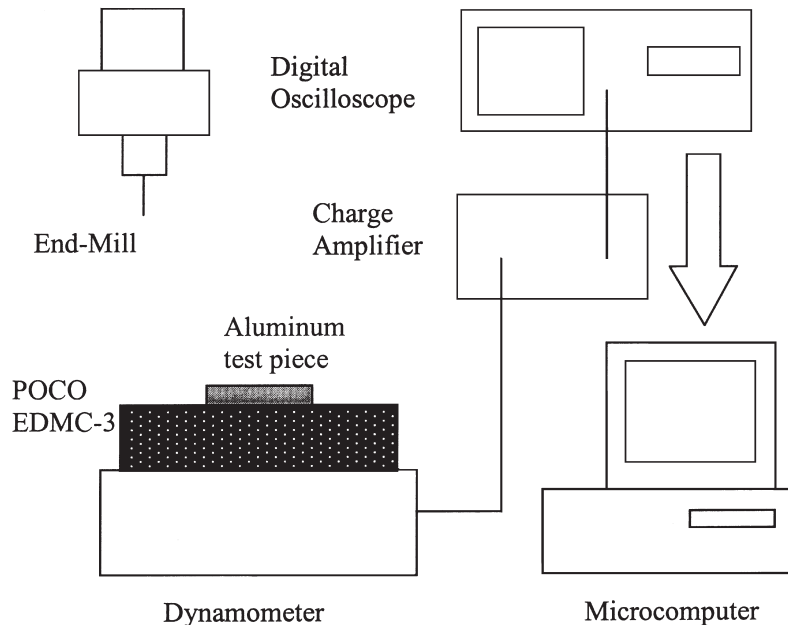 Digital
Oscilloscope
End-Mill
Charge
Amplifier
Aluminum
test piece
POCO
EDMC-3
Dynamometer
Microcomputer